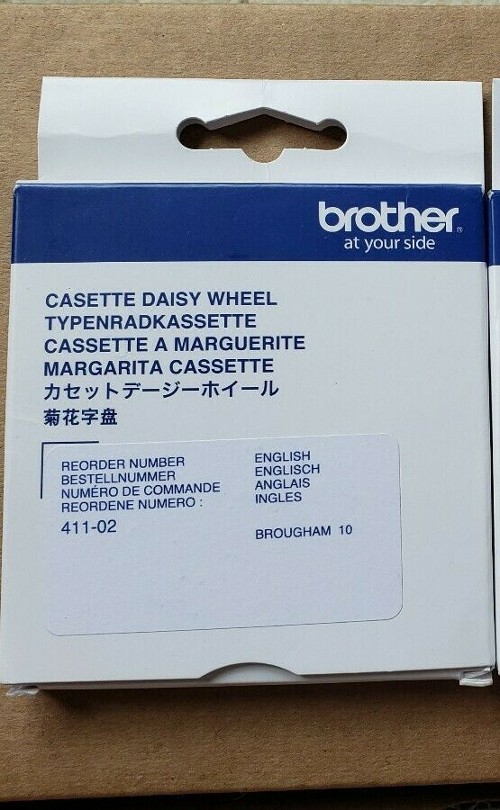 brother
at your side
CASETTE DAISY WHEEL
TYPENRADKASSETTE
CASSETTE A MARGUERITE
MARGARITA CASSETTE
カセットデージーホイール
菊花字盘
REORDER NUMBER
BESTELLNUMMER
NUMÉRO DE COMMANDE
REORDENE NUMERO :
411-02
ENGLISH
ENGLISCH
ANGLAIS
INGLES
BROUGHAM 10